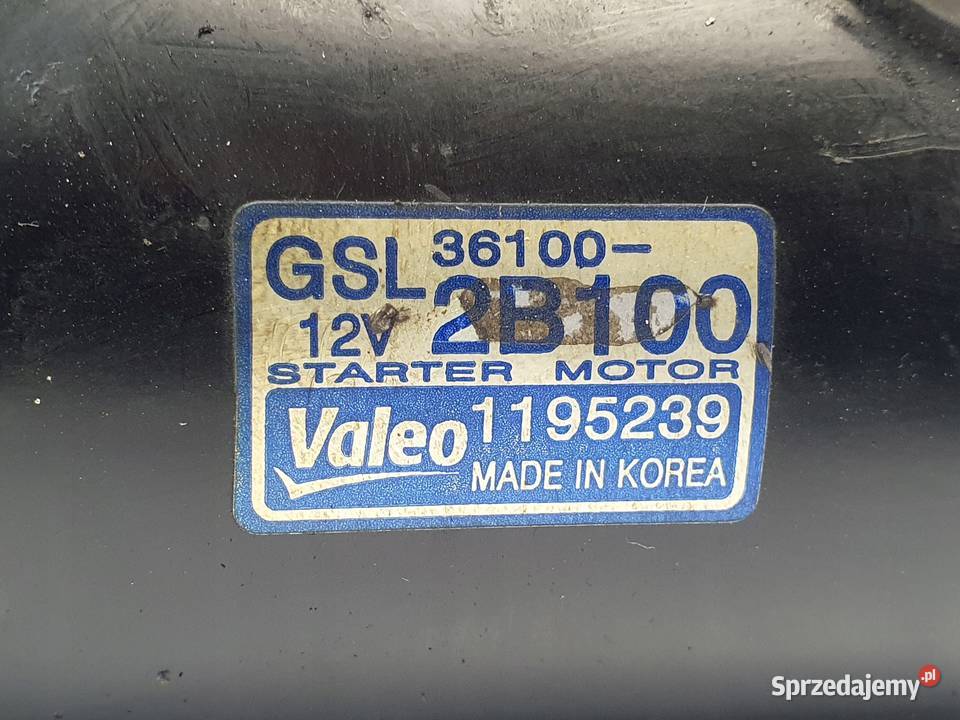 GSL 36100-
12V 2B100
STARTER MOTOR
Valeo 1195239
MADE IN KOREA
Sprzedajemy.pl